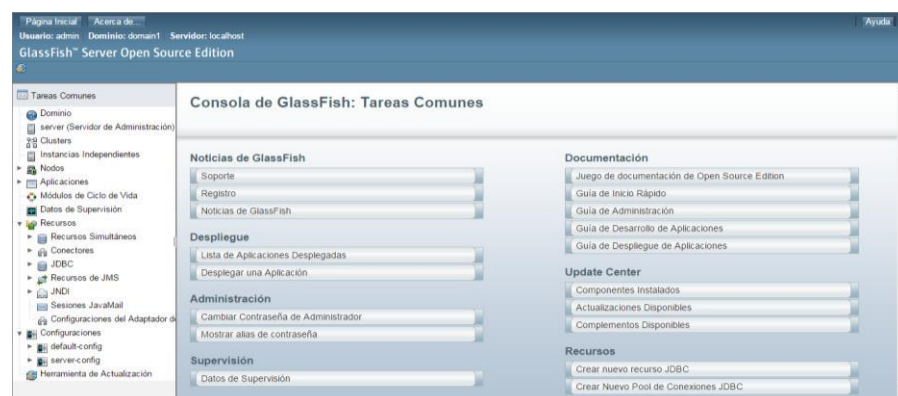 Página Inicial Acerca de... Ayuda
Usuario: admin Dominio: domain1 Servidor: localhost
GlassFish™ Server Open Source Edition
Tareas Comunes
Dominio
server (Servidor de Administración)
Clusters
Instancias Independientes
Nodos
Aplicaciones
Módulos de Ciclo de Vida
Datos de Supervisión
Recursos
Recursos Simultáneos
Conectores
JDBC
Recursos de JMS
JNDI
Sesiones JavaMail
Configuraciones del Adaptador d
Configuraciones
default-config
server-config
Herramienta de Actualización
Consola de GlassFish: Tareas Comunes
Noticias de GlassFish
Soporte
Registro
Noticias de GlassFish
Despliegue
Lista de Aplicaciones Desplegadas
Desplegar una Aplicación
Administración
Cambiar Contraseña de Administrador
Mostrar alias de contraseña
Supervisión
Datos de Supervisión
Documentación
Juego de documentación de Open Source Edition
Guía de Inicio Rápido
Guía de Administración
Guía de Desarrollo de Aplicaciones
Guía de Despliegue de Aplicaciones
Update Center
Componentes Instalados
Actualizaciones Disponibles
Complementos Disponibles
Recursos
Crear nuevo recurso JDBC
Crear Nuevo Pool de Conexiones JDBC